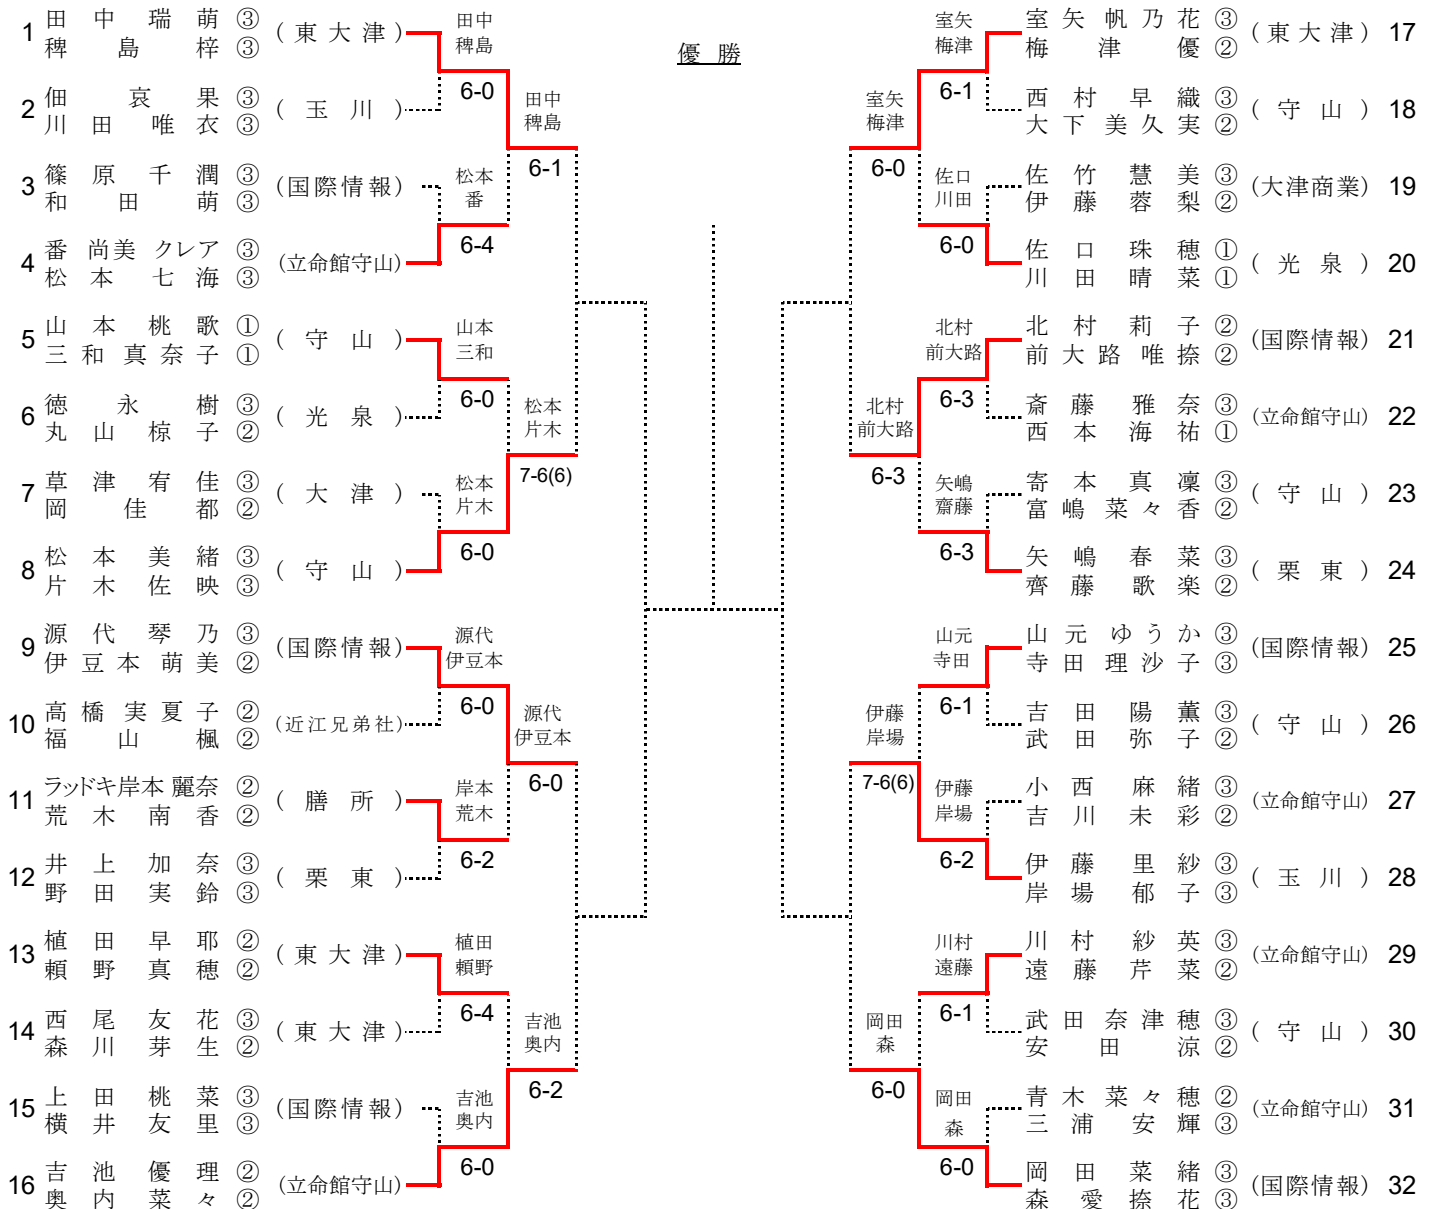 優勝
1 田中瑞萌 ③ (東大津)
稗島梓 ③
2 佃哀果 ③ (玉川)
川田唯衣 ③
3 篠原千潤 ③ (国際情報)
和田萌 ③
4 番 尚美 クレア ③ (立命館守山)
松本七海 ③
5 山本桃歌 ① (守山)
三和真奈子 ①
6 徳永樹 ③ (光泉)
丸山椋子 ②
7 草津宥佳 ③ (大津)
岡佳都 ②
8 松本美緒 ③ (守山)
片木佐映 ③
9 源代琴乃 ③ (国際情報)
伊豆本萌美 ②
10 高橋実夏子 ② (近江兄弟社)
福山楓 ②
11 ラッドキ岸本 麗奈 ② (膳所)
荒木南香 ②
12 井上加奈 ③ (栗東)
野田実鈴 ③
13 植田早耶 ② (東大津)
頼野真穂 ②
14 西尾友花 ③ (東大津)
森川芽生 ②
15 上田桃菜 ③ (国際情報)
横井友里 ③
16 吉池優理 ② (立命館守山)
奥内菜々 ②
田中
稗島
6-0
松本
番
6-4
山本
三和
6-0
松本
片木
6-0
源代
伊豆本
6-0
岸本
荒木
6-2
植田
頼野
6-4
吉池
奥内
6-0
田中
稗島
6-1
松本
片木
7-6(6)
源代
伊豆本
6-0
吉池
奥内
6-2
室矢
梅津
6-0
北村
前大路
6-3
伊藤
岸場
7-6(6)
岡田
森
6-0
室矢
梅津
6-1
佐口
川田
6-0
北村
前大路
6-3
矢嶋
齋藤
6-3
山元
寺田
6-1
伊藤
岸場
6-2
川村
遠藤
6-1
岡田
森
6-0
室矢帆乃花 ③ (東大津) 17
梅津優 ②
西村早織 ③ (守山) 18
大下美久実 ②
佐竹慧美 ③ (大津商業) 19
伊藤蓉梨 ②
佐口珠穂 ① (光泉) 20
川田晴菜 ①
北村莉子 ② (国際情報) 21
前大路唯捺 ②
斎藤雅奈 ③ (立命館守山) 22
西本海祐 ①
寄本真凜 ③ (守山) 23
富嶋菜々香 ②
矢嶋春菜 ③ (栗東) 24
齊藤歌楽 ②
山元ゆうか ③ (国際情報) 25
寺田理沙子 ③
吉田陽薫 ③ (守山) 26
武田弥子 ②
小西麻緒 ③ (立命館守山) 27
吉川未彩 ②
伊藤里紗 ③ (玉川) 28
岸場郁子 ③
川村紗英 ③ (立命館守山) 29
遠藤芹菜 ②
武田奈津穂 ③ (守山) 30
安田涼 ②
青木菜々穂 ② (立命館守山) 31
三浦安輝 ③
岡田菜緒 ③ (国際情報) 32
森愛捺花 ③